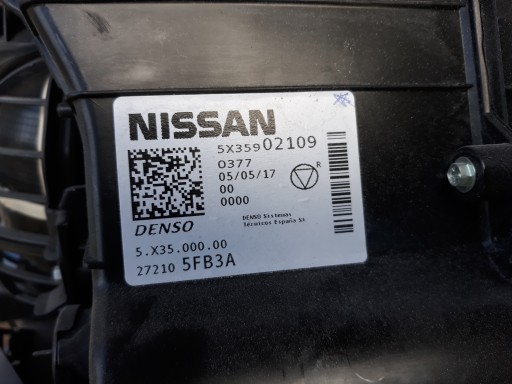 NISSAN
5X35902109
0377
05/05/17
00
0000
R
DENSO
DENSO Sistemas
Técnicos España SA
5.X35.000.00
27210 5FB3A